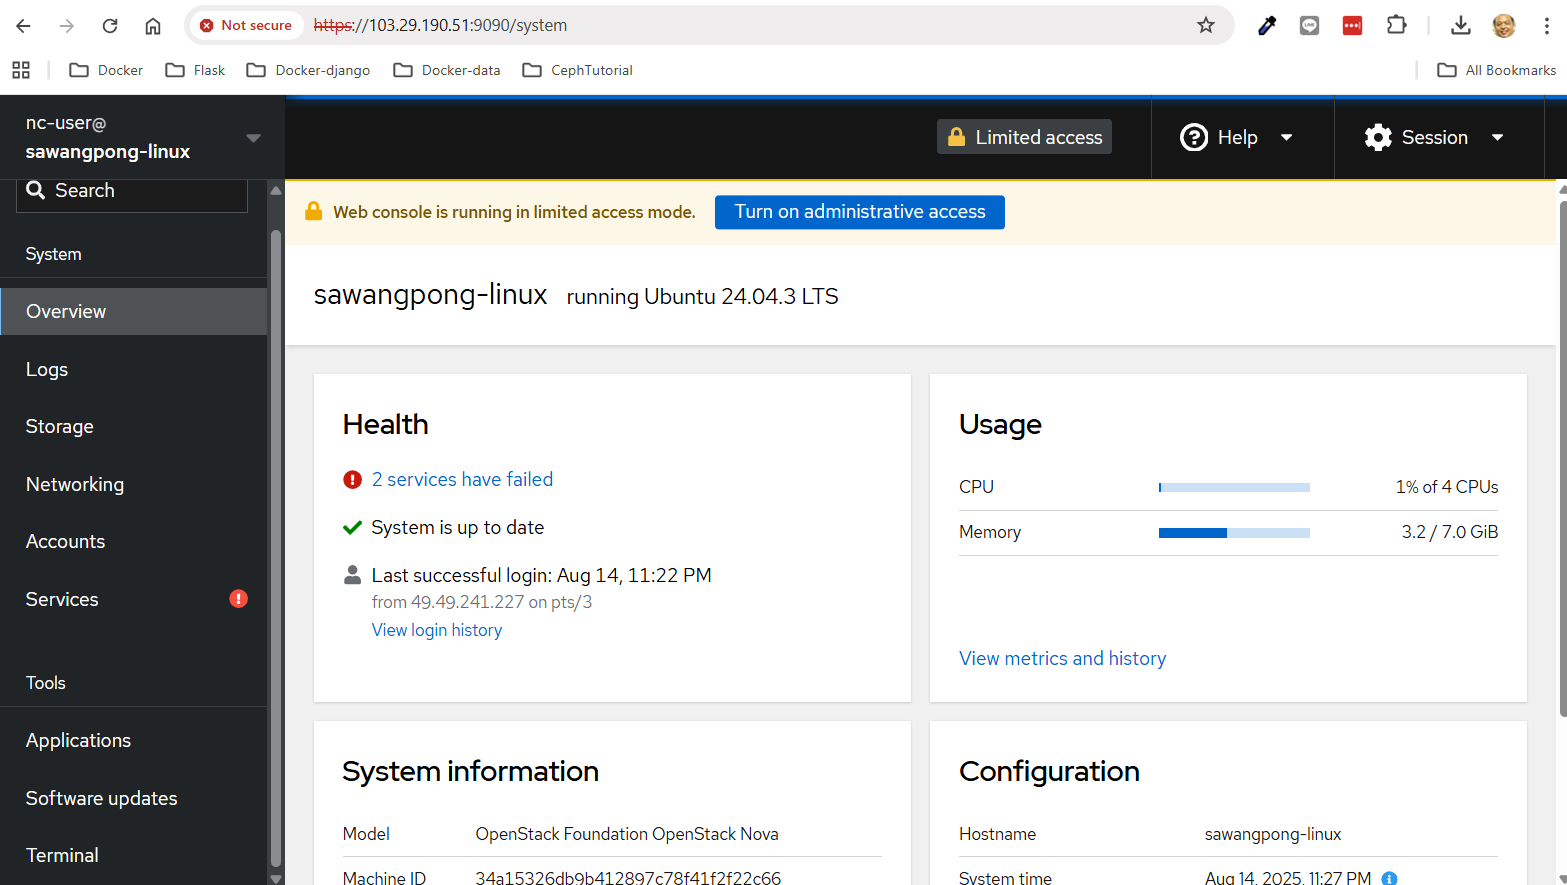 Not secure https://103.29.190.51:9090/system
Docker Flask Docker-django Docker-data CephTutorial All Bookmarks
nc-user@
sawangpong-linux
Limited access Help Session
Search
Web console is running in limited access mode. Turn on administrative access
System
sawangpong-linux running Ubuntu 24.04.3 LTS
Overview
Logs
Storage
Networking
Accounts
Services
Tools
Applications
Software updates
Terminal
Health
2 services have failed
System is up to date
Last successful login: Aug 14, 11:22 PM
from 49.49.241.227 on pts/3
View login history
Usage
CPU 1% of 4 CPUs
Memory 3.2 / 7.0 GiB
View metrics and history
System information
Model OpenStack Foundation OpenStack Nova
Machine ID 34a15326db9b412897c78f41f2f22c66
Configuration
Hostname sawangpong-linux
System time Aug 14, 2025, 11:27 PM